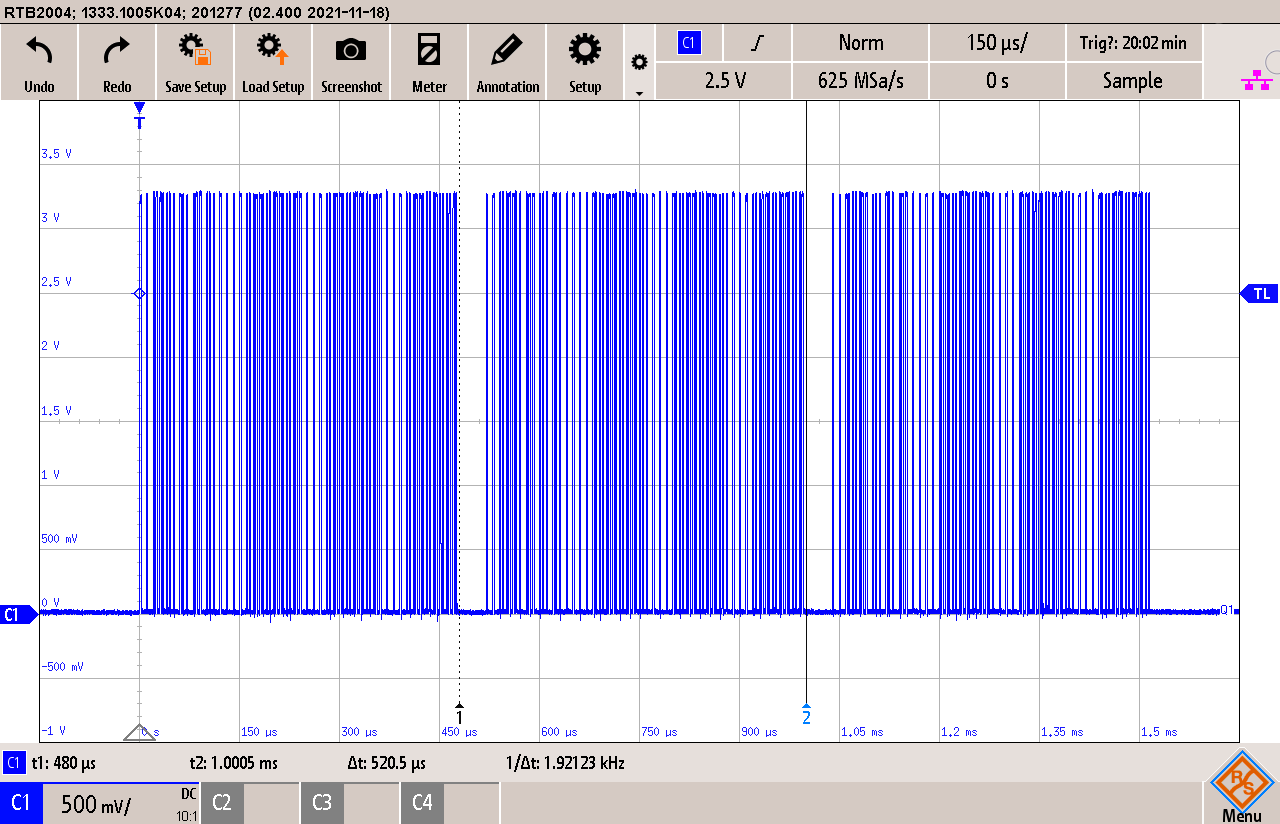 RTB2004; 1333.1005K04; 201277 (02.400 2021-11-18)
Undo
Redo
Save Setup
Load Setup
Screenshot
Meter
Annotation
Setup
C1
Norm
150 µs/
Trig?: 20:02 min
2.5 V
625 MSa/s
0 s
Sample
T
3.5 V
3 V
2.5 V
TL
2 V
1.5 V
1 V
500 mV
0 V
C1
Q1
-500 mV
1
2
-1 V
0 s
150 µs
300 µs
450 µs
600 µs
750 µs
900 µs
1.05 ms
1.2 ms
1.35 ms
1.5 ms
C1
t1: 480 µs
t2: 1.0005 ms
Δt: 520.5 µs
1/Δt: 1.92123 kHz
C1
500 mV/
DC
10:1
C2
C3
C4
R
S
Menu